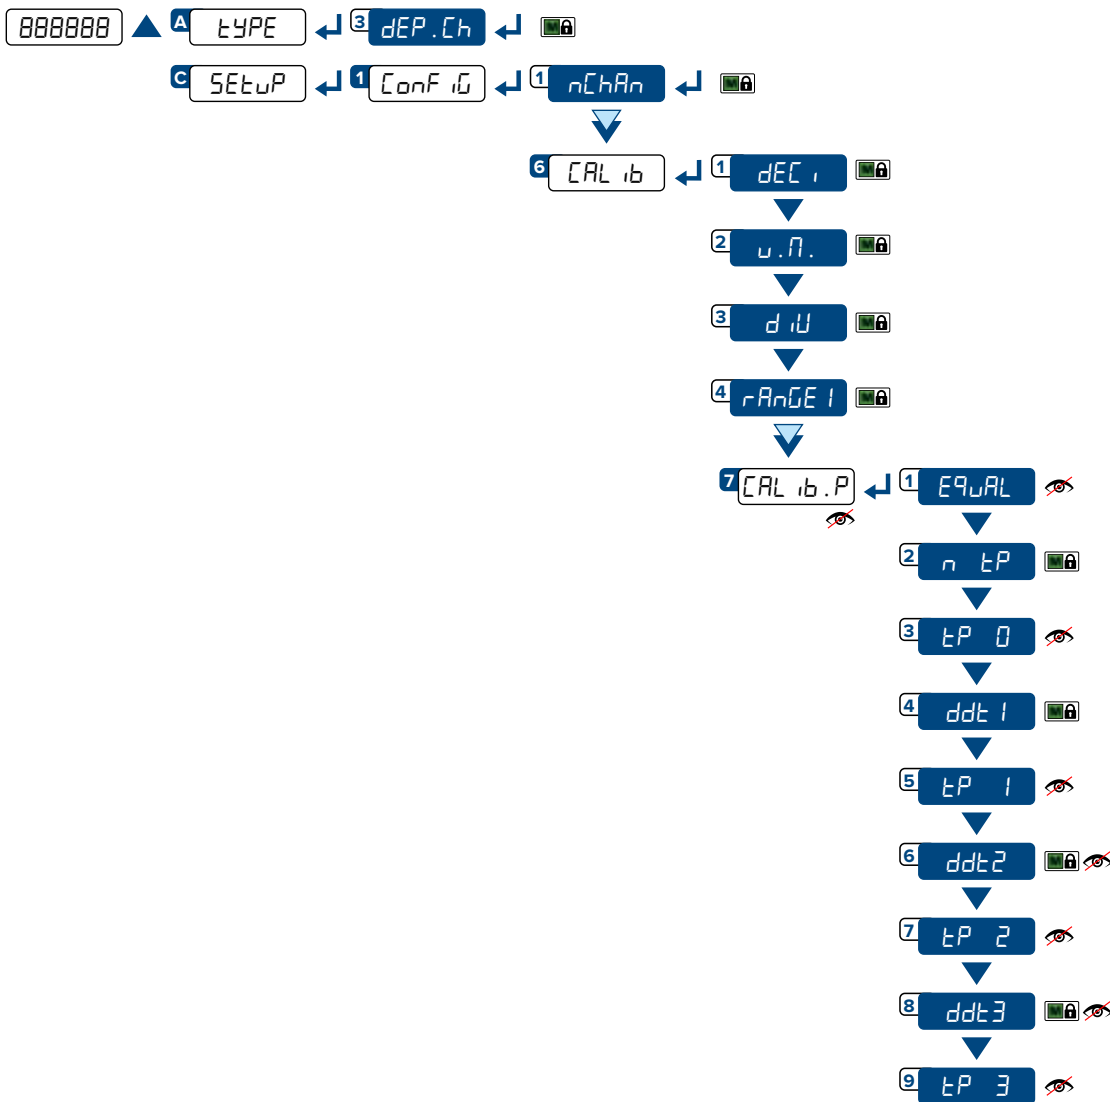 888888 A tYPE 3 dEP.Ch M
C SEtuP 1 ConFiG 1 nChAn M
6 CALib 1 dECi M
2 u.M. M
3 diU M
4 rAnGE1 M
7 CALib.P 1 EquAL
2 n tP M
3 tP 0
4 ddt 1 M
5 tP 1
6 ddt2 M
7 tP 2
8 ddt3 M
9 tP 3